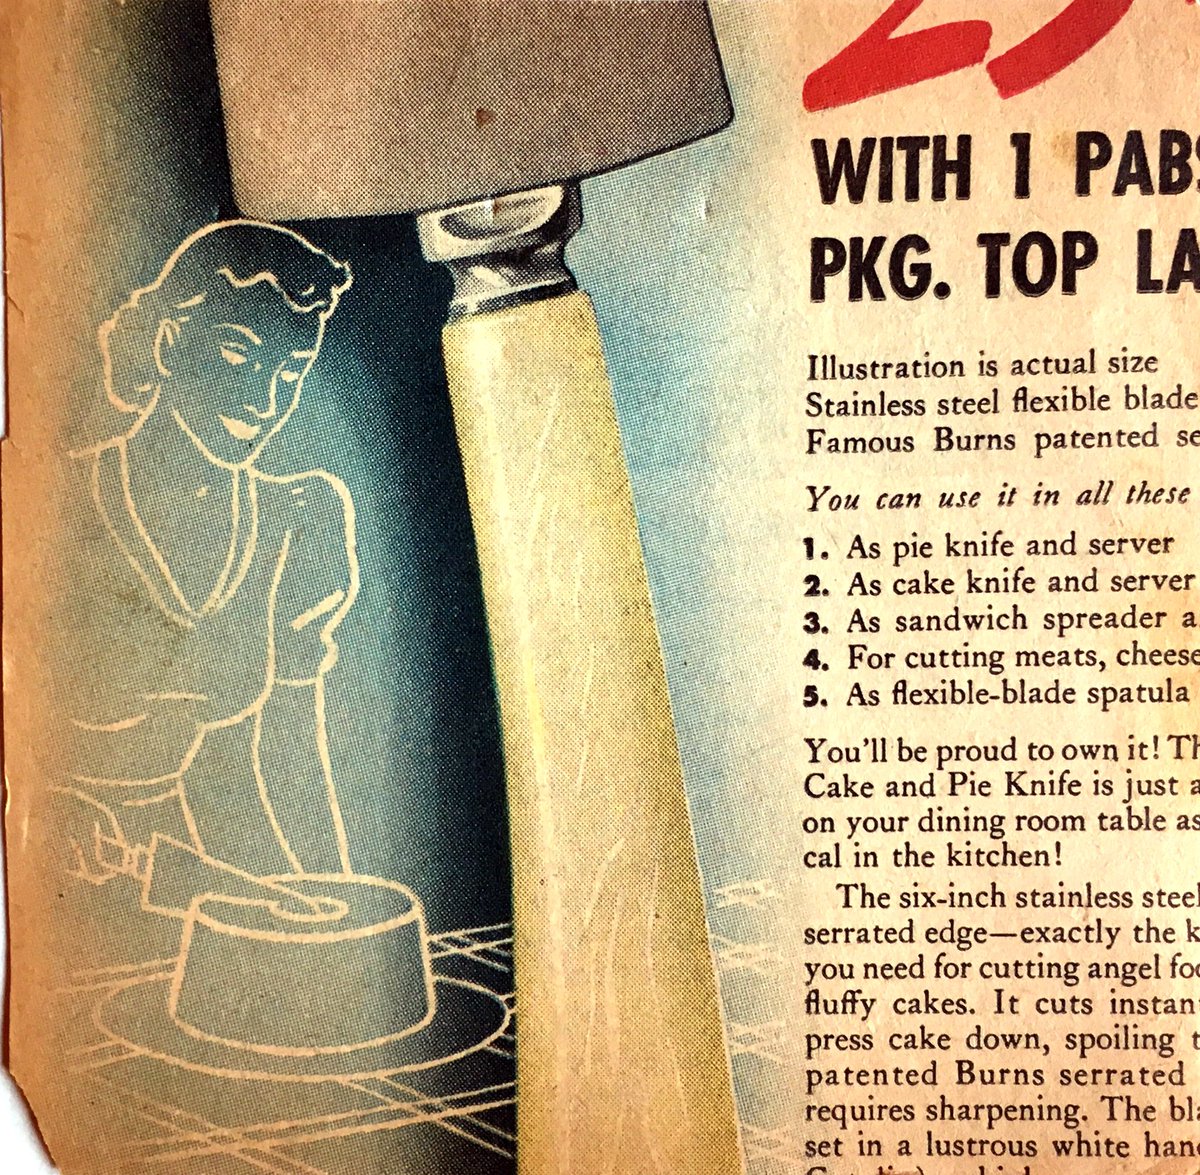 25
WITH 1 PABS
PKG. TOP LA
Illustration is actual size
Stainless steel flexible blade
Famous Burns patented se
You can use it in all these
1. As pie knife and server
2. As cake knife and server
3. As sandwich spreader a
4. For cutting meats, cheese
5. As flexible-blade spatula
You'll be proud to own it! Th
Cake and Pie Knife is just a
on your dining room table as
cal in the kitchen!
The six-inch stainless steel
serrated edge—exactly the k
you need for cutting angel foo
fluffy cakes. It cuts instan
press cake down, spoiling t
patented Burns serrated
requires sharpening. The bla
set in a lustrous white han